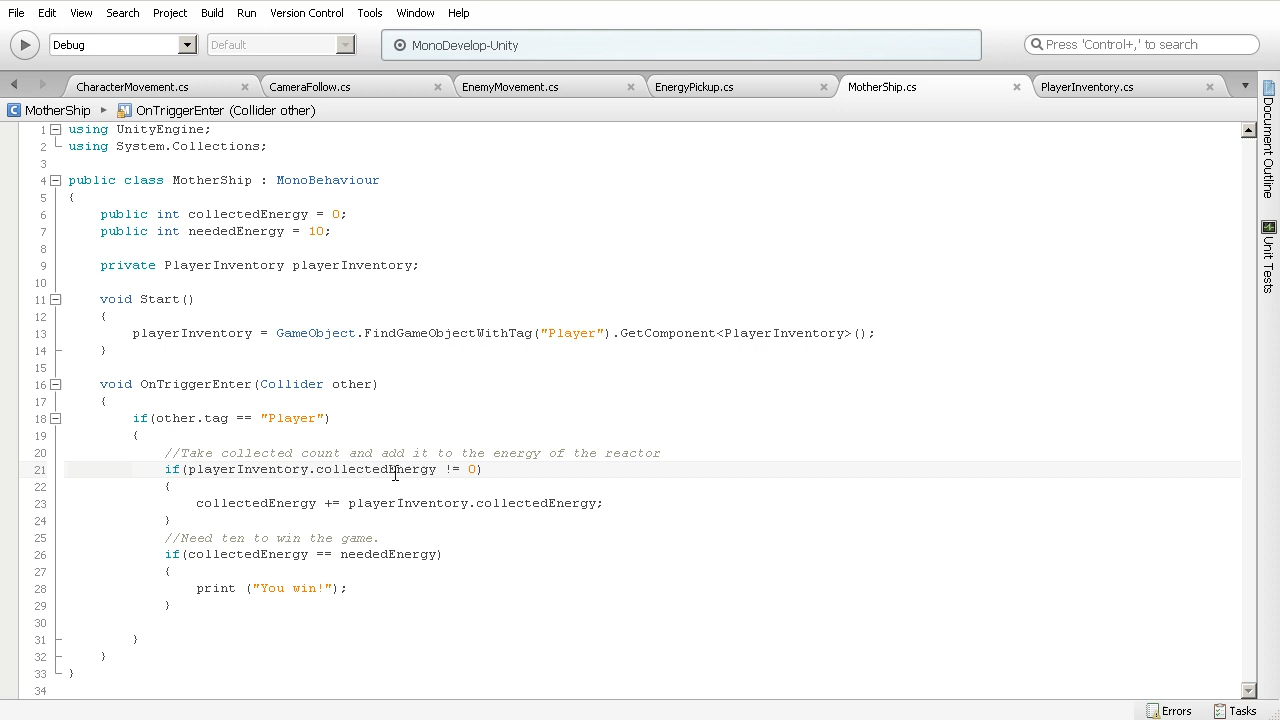 File Edit View Search Project Build Run Version Control Tools Window Help
Debug Default MonoDevelop-Unity Press 'Control+,' to search
CharacterMovement.cs CameraFollow.cs EnemyMovement.cs EnergyPickup.cs MotherShip.cs PlayerInventory.cs
C MotherShip OnTriggerEnter (Collider other)
1 using UnityEngine;
2 using System.Collections;
3
4 public class MotherShip : MonoBehaviour
5 {
6 public int collectedEnergy = 0;
7 public int neededEnergy = 10;
8
9 private PlayerInventory playerInventory;
10
11 void Start()
12 {
13 playerInventory = GameObject.FindGameObjectWithTag("Player").GetComponent<PlayerInventory>();
14 }
15
16 void OnTriggerEnter(Collider other)
17 {
18 if(other.tag == "Player")
19 {
20 //Take collected count and add it to the energy of the reactor
21 if(playerInventory.collectedEnergy != 0)
22 {
23 collectedEnergy += playerInventory.collectedEnergy;
24 }
25 //Need ten to win the game.
26 if(collectedEnergy == neededEnergy)
27 {
28 print ("You win!");
29 }
30
31 }
32 }
33 }
34
Document Outline
Unit Tests
Errors Tasks